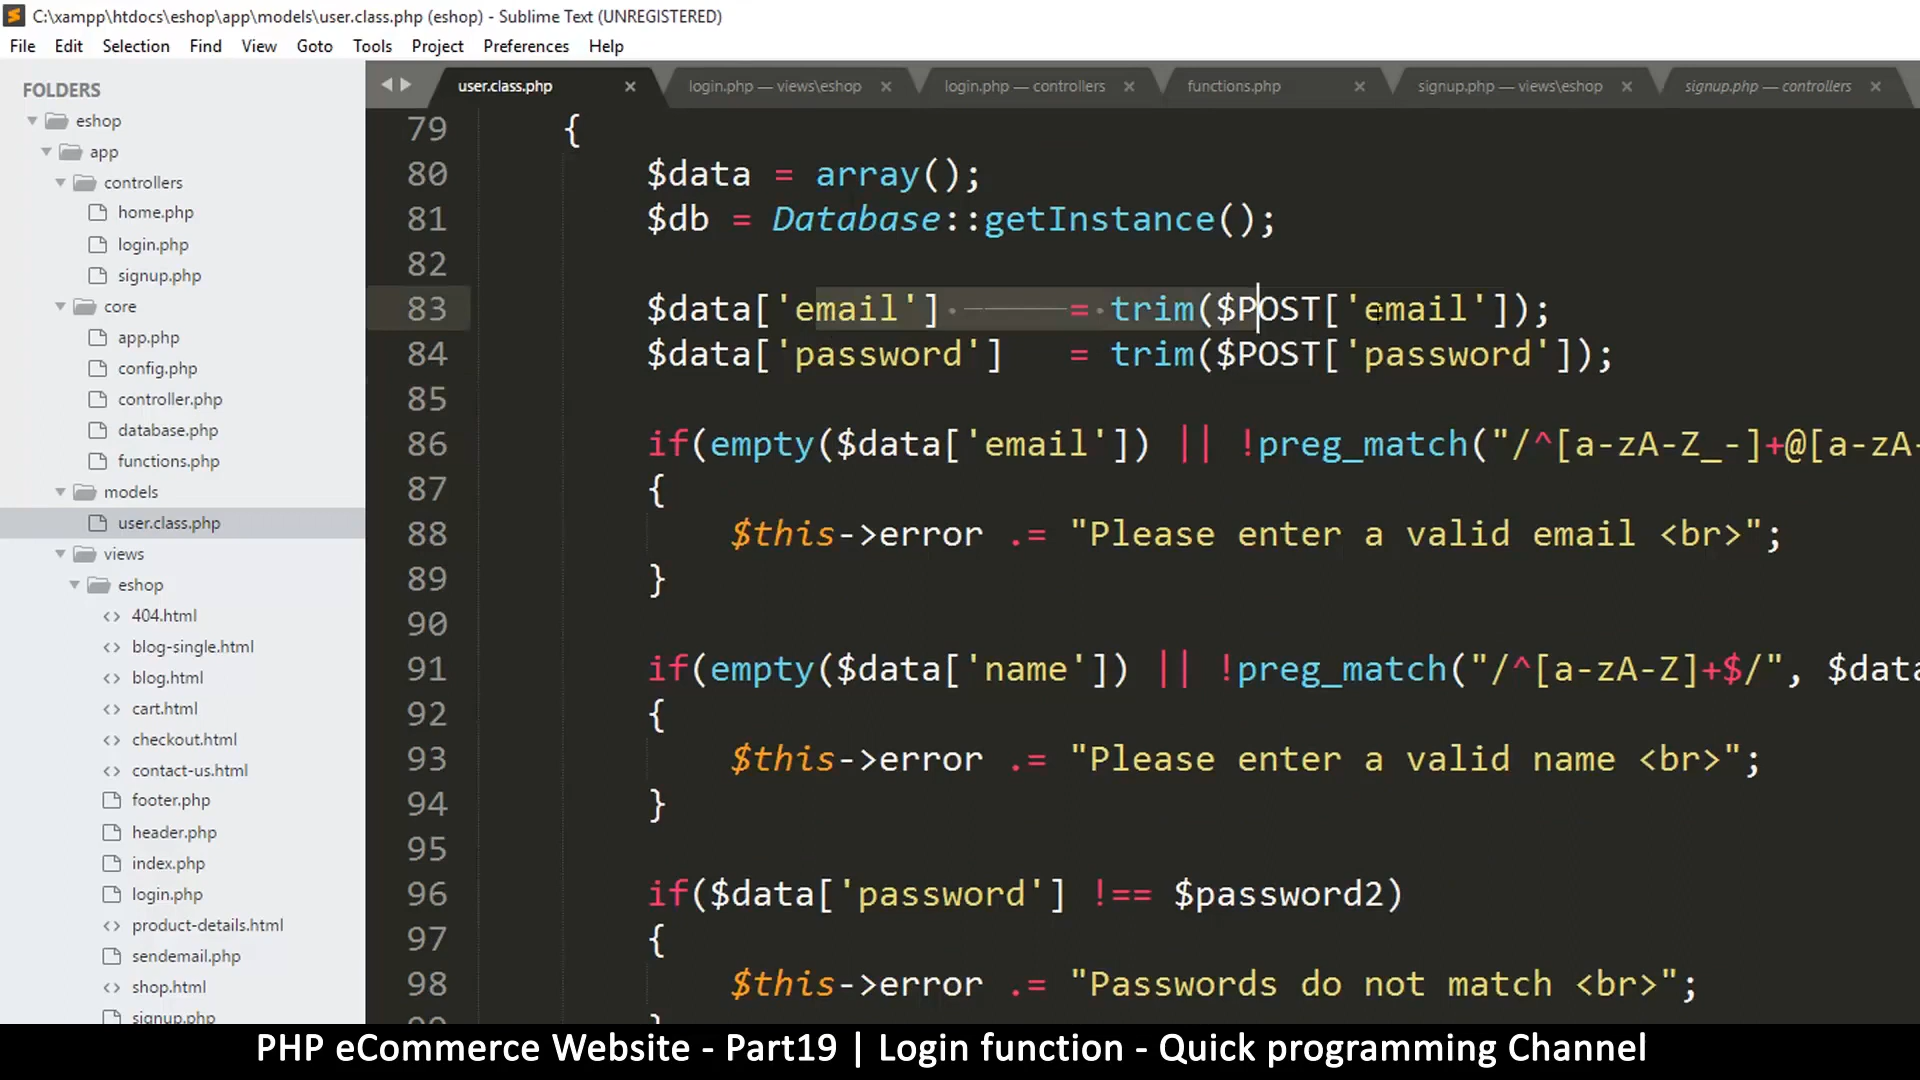 C:\xampp\htdocs\eshop\app\models\user.class.php (eshop) - Sublime Text (UNREGISTERED)
File Edit Selection Find View Goto Tools Project Preferences Help
FOLDERS
eshop
app
controllers
home.php
login.php
signup.php
core
app.php
config.php
controller.php
database.php
functions.php
models
user.class.php
views
eshop
404.html
blog-single.html
blog.html
cart.html
checkout.html
contact-us.html
footer.php
header.php
index.php
login.php
product-details.html
sendemail.php
shop.html
signup.php
user.class.php login.php — views\eshop login.php — controllers functions.php signup.php — views\eshop signup.php — controllers
79 {
80 $data = array();
81 $db = Database::getInstance();
82
83 $data['email'] = trim($POST['email']);
84 $data['password'] = trim($POST['password']);
85
86 if(empty($data['email']) || !preg_match("/^[a-zA-Z_-]+@[a-zA-
87 {
88 $this->error .= "Please enter a valid email <br>";
89 }
90
91 if(empty($data['name']) || !preg_match("/^[a-zA-Z]+$/", $data
92 {
93 $this->error .= "Please enter a valid name <br>";
94 }
95
96 if($data['password'] !== $password2)
97 {
98 $this->error .= "Passwords do not match <br>";
PHP eCommerce Website - Part19 | Login function - Quick programming Channel